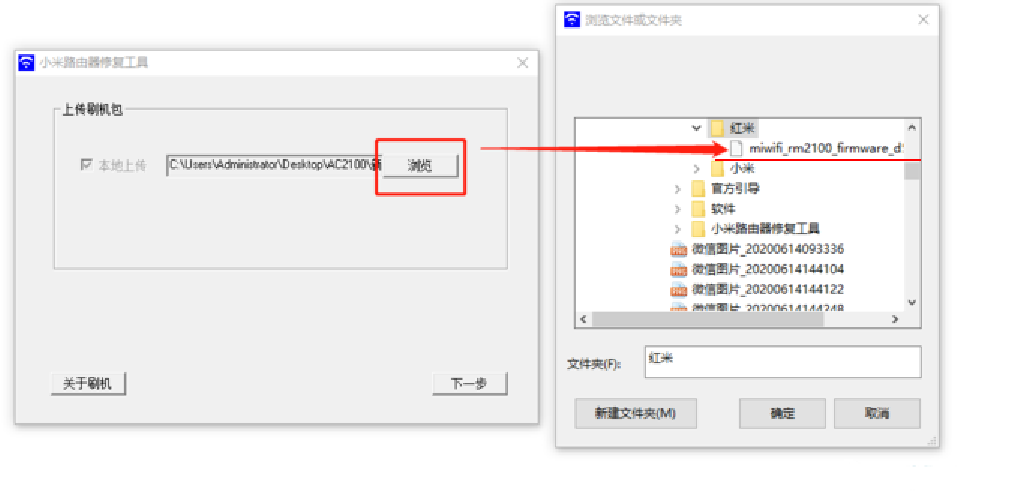 小米路由器修复工具
上传刷机包
本地上传
C:\Users\Administrator\Desktop\AC2100\新
浏览
关于刷机
下一步
浏览文件或文件夹
红米
miwifi_rm2100_firmware_d
小米
官方引导
软件
小米路由器修复工具
微信图片_20200614093336
微信图片_20200614144104
微信图片_20200614144122
微信图片_20200614144248
文件夹(F):
红米
新建文件夹(M)
确定
取消